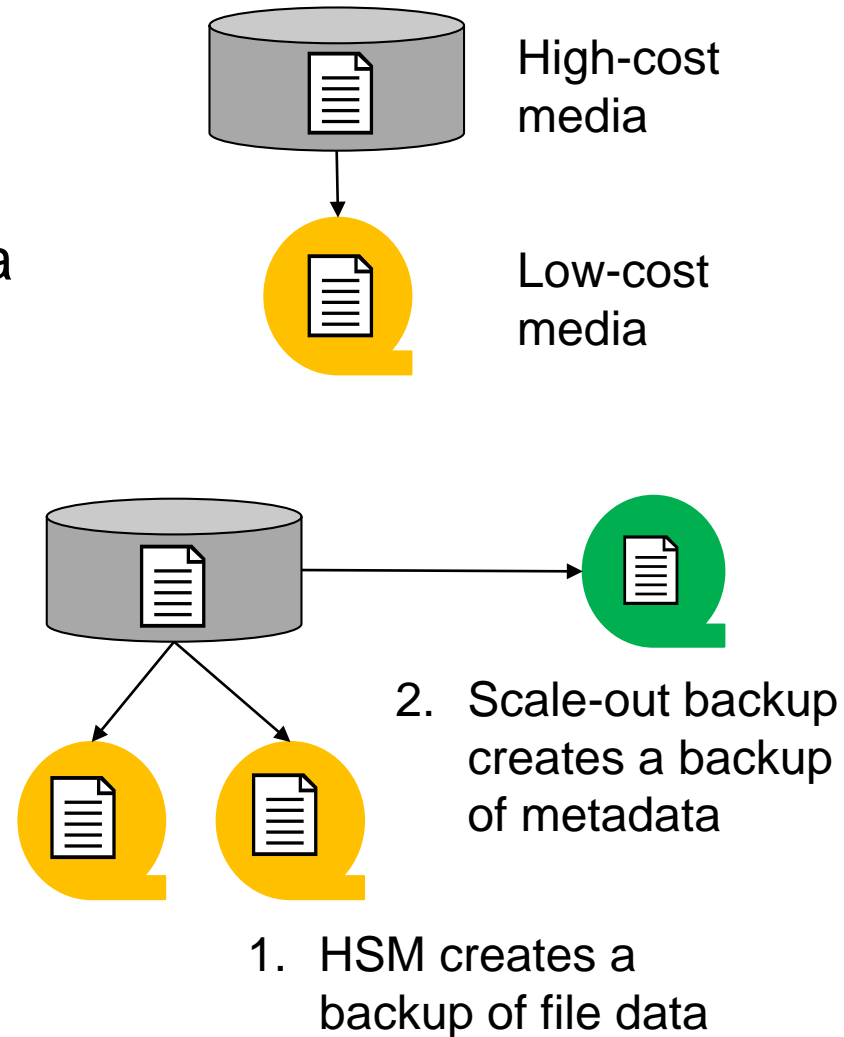 High-cost
media
a
Low-cost
media
2. Scale-out backup
creates a backup
of metadata
1. HSM creates a
backup of file data